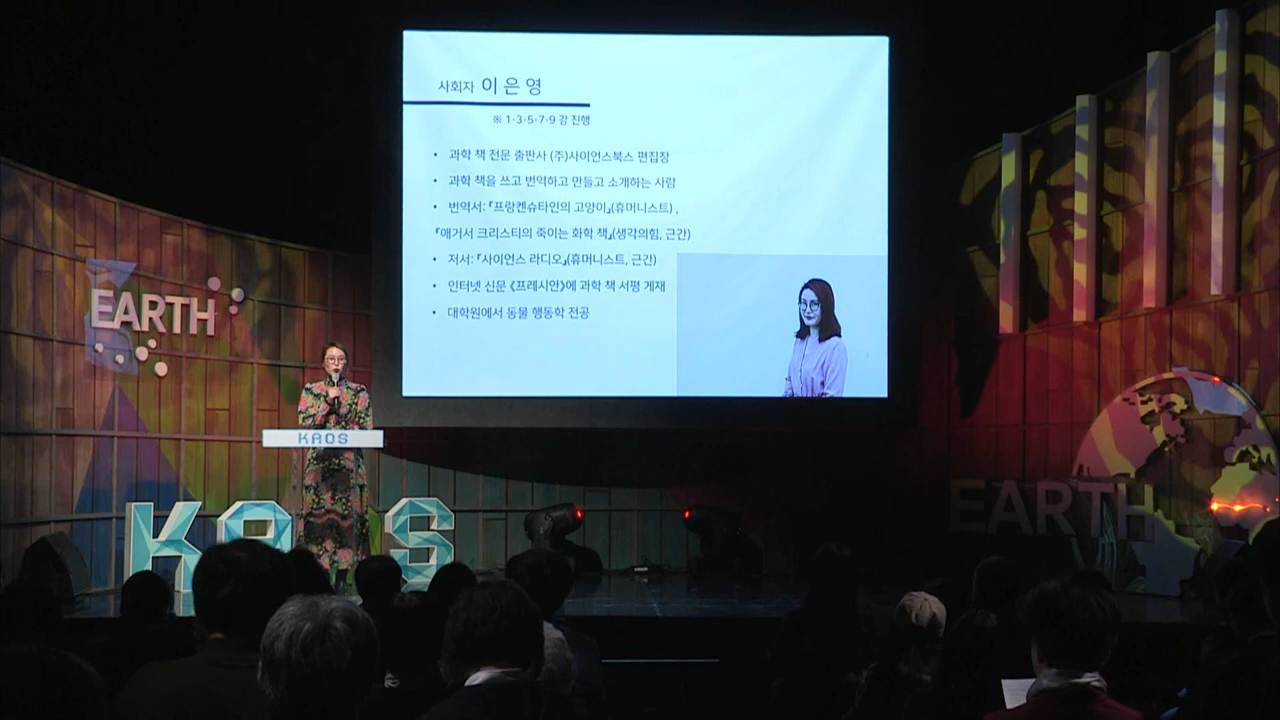 사회자 이은영
※ 1·3·5·7·9 강 진행
• 과학 책 전문 출판사 (주)사이언스북스 편집장
• 과학 책을 쓰고 번역하고 만들고 소개하는 사람
• 번역서: 『프랑켄슈타인의 고양이』(휴머니스트) ,
『애거서 크리스티의 죽이는 화학 책』(생각의힘, 근간)
• 저서: 『사이언스 라디오』(휴머니스트, 근간)
• 인터넷 신문 《프레시안》에 과학 책 서평 게재
• 대학원에서 동물 행동학 전공
EARTH
KAOS
KAOS
EARTH